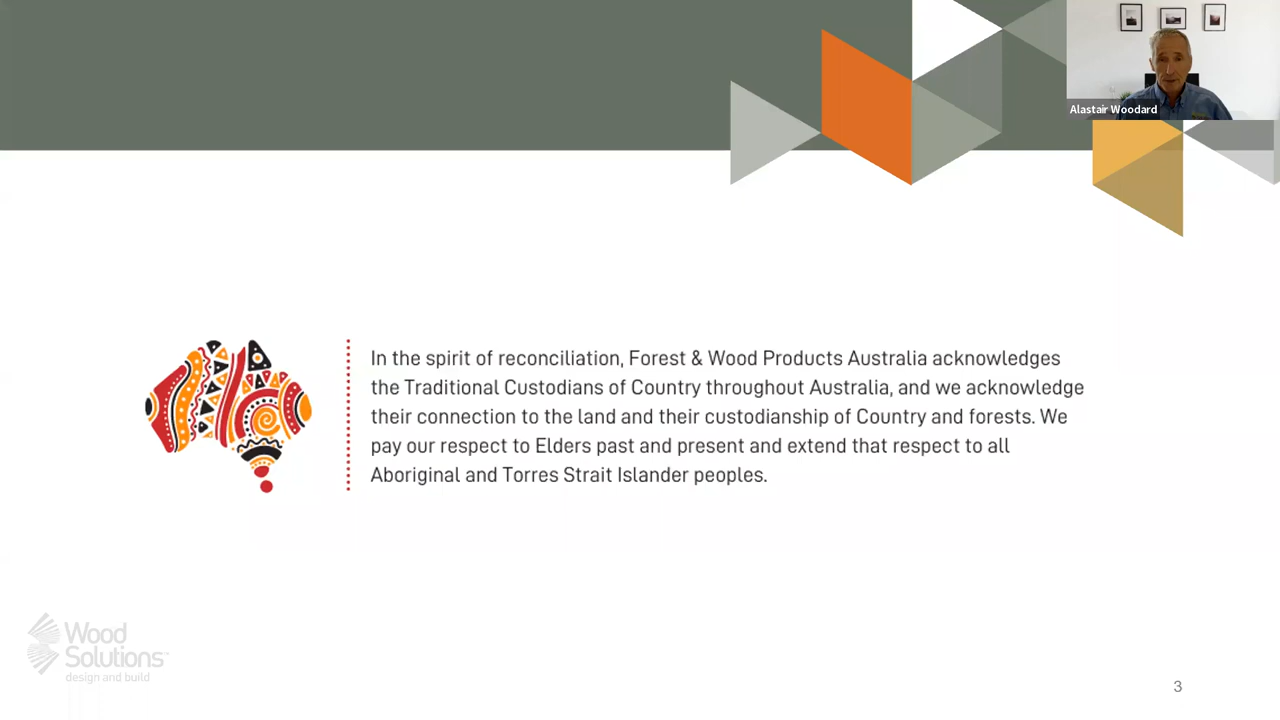 Alastair Woodard
In the spirit of reconciliation, Forest & Wood Products Australia acknowledges
the Traditional Custodians of Country throughout Australia, and we acknowledge
their connection to the land and their custodianship of Country and forests. We
pay our respect to Elders past and present and extend that respect to all
Aboriginal and Torres Strait Islander peoples.
Wood
Solutions™
design and build
3